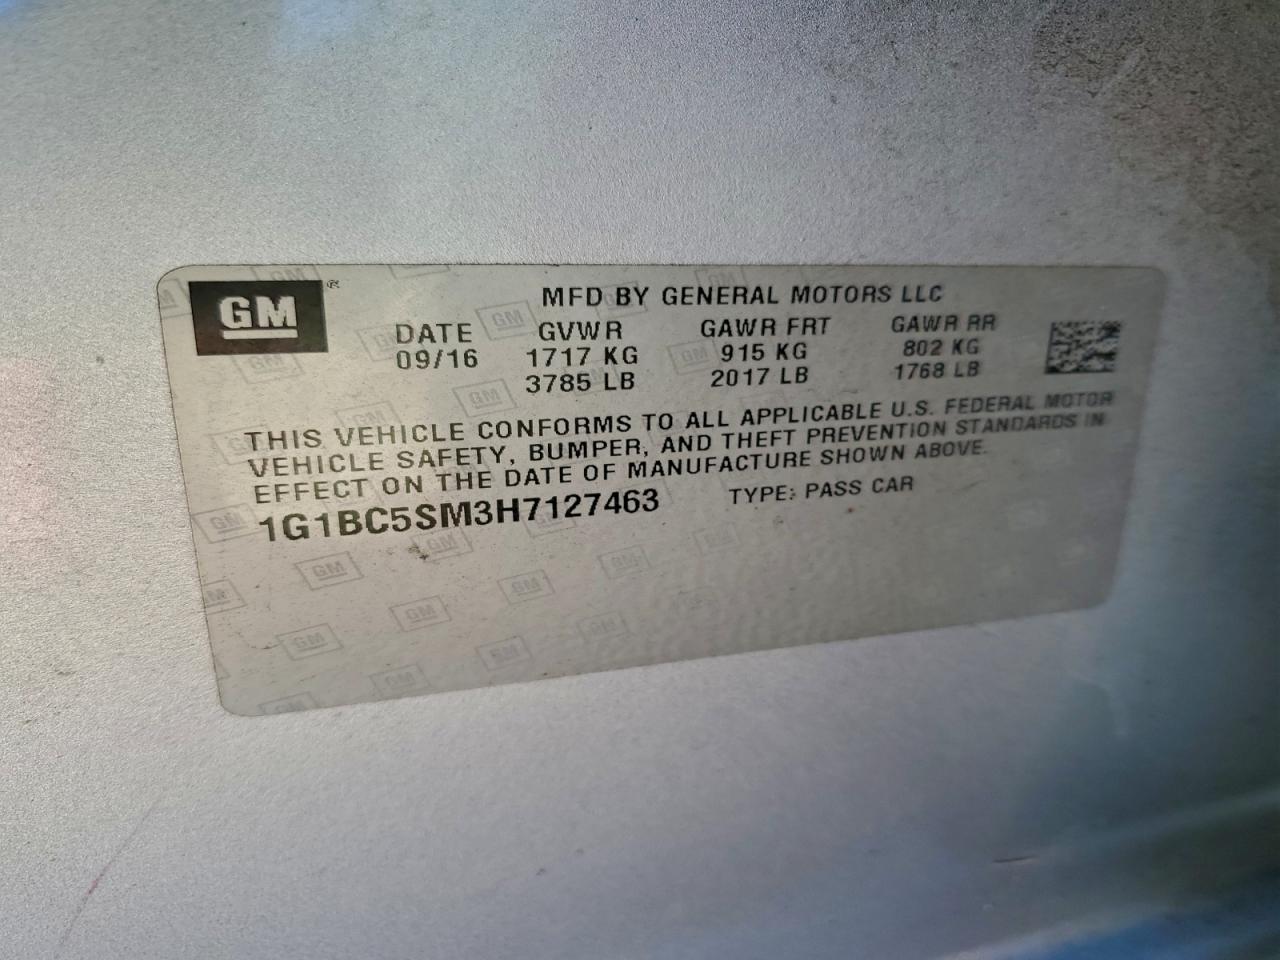 GM ®
MFD BY GENERAL MOTORS LLC
DATE GVWR GAWR FRT GAWR RR
09/16 1717 KG 915 KG 802 KG
3785 LB 2017 LB 1768 LB
THIS VEHICLE CONFORMS TO ALL APPLICABLE U.S. FEDERAL MOTOR
VEHICLE SAFETY, BUMPER, AND THEFT PREVENTION STANDARDS IN
EFFECT ON THE DATE OF MANUFACTURE SHOWN ABOVE.
1G1BC5SM3H7127463 TYPE: PASS CAR